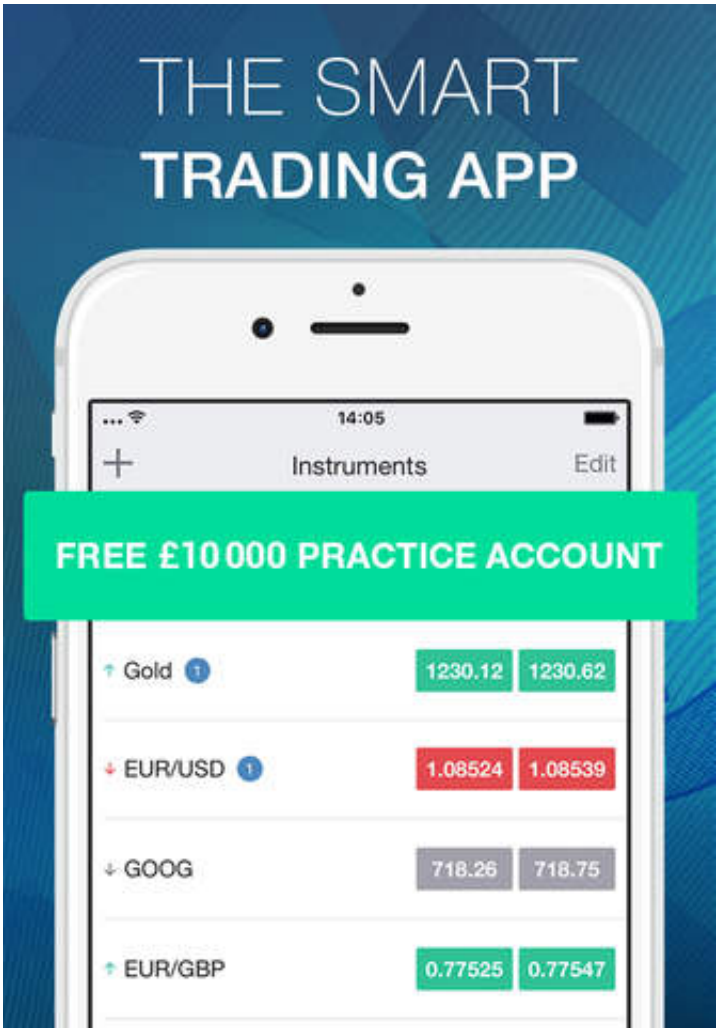 THE SMART
TRADING APP
14:05
Instruments Edit
FREE £10 000 PRACTICE ACCOUNT
Gold 1 1230.12 1230.62
EUR/USD 1 1.08524 1.08539
GOOG 718.26 718.75
EUR/GBP 0.77525 0.77547